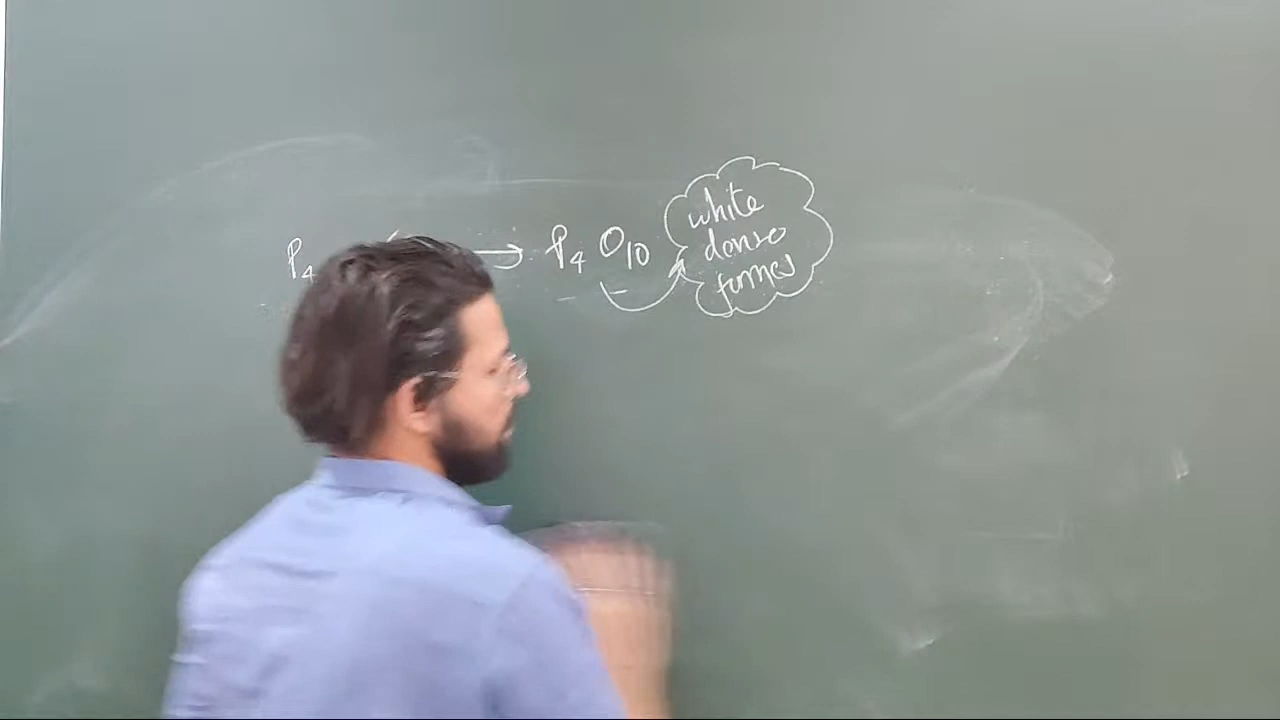 P₄ → P₄ O₁₀
white
dense
fumes